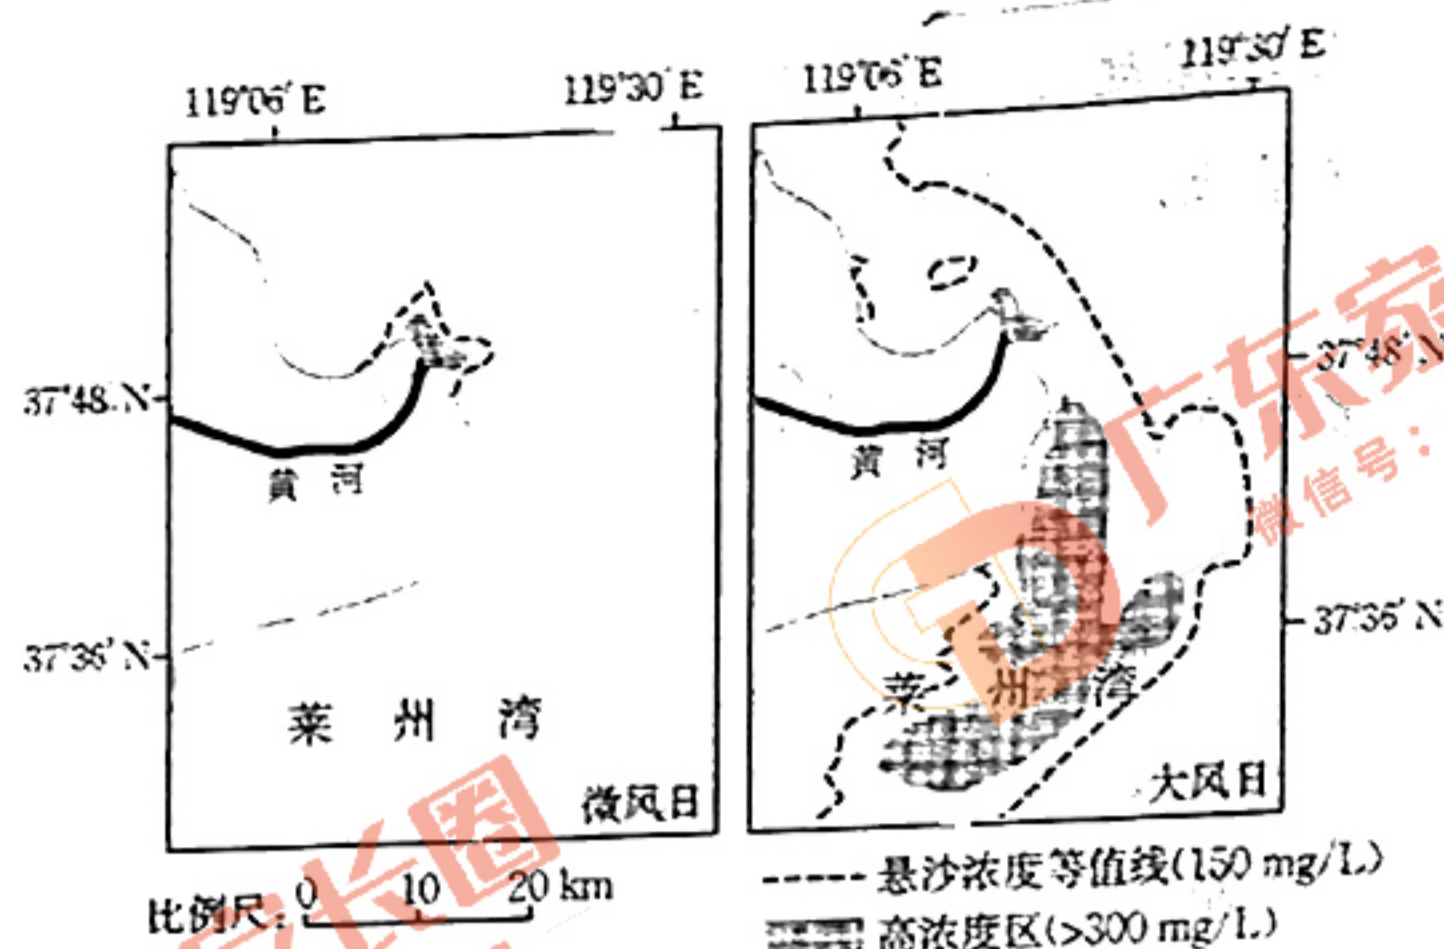 119°06′E
119°30′E
119°06′E
119°30′E
37°48′N
37°48′N
黄河
黄河
37°36′N
37°36′N
莱州湾
莱州湾
微风日
大风日
比例尺: 0 10 20 km
悬沙浓度等值线(150 mg/L)
高浓度区(>300 mg/L)
广东家
微信号:
长圈